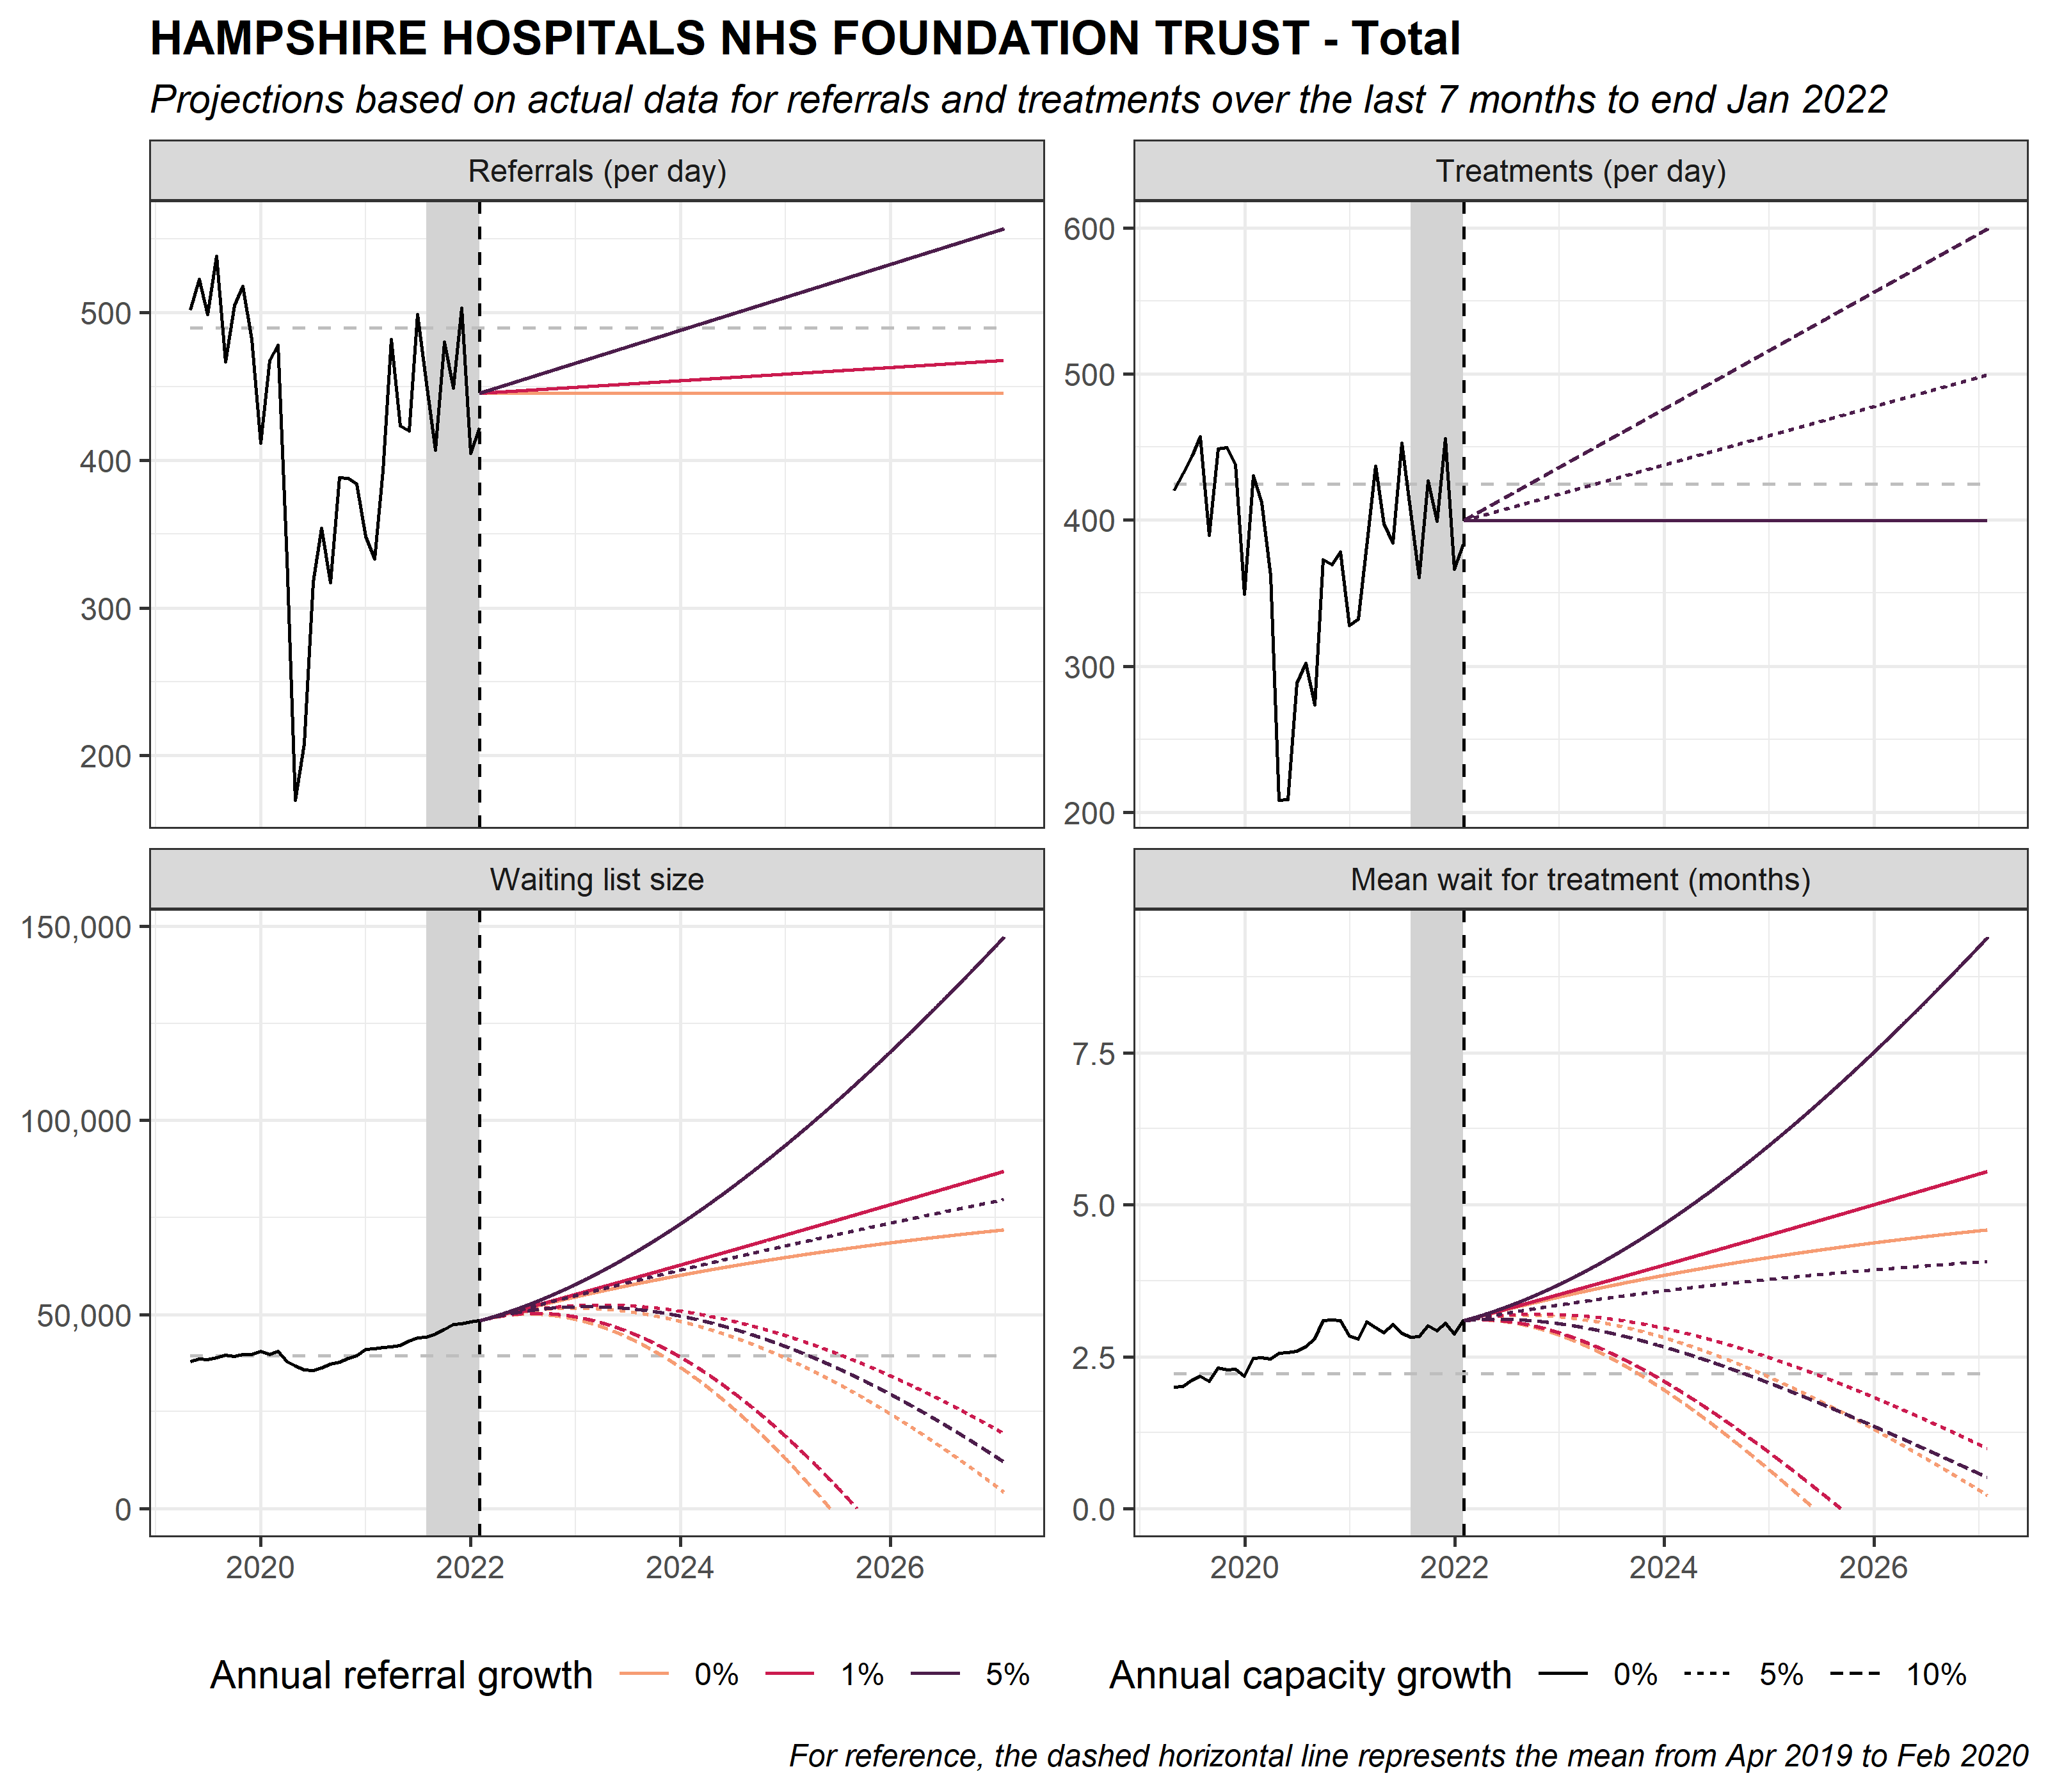 HAMPSHIRE HOSPITALS NHS FOUNDATION TRUST - Total
Projections based on actual data for referrals and treatments over the last 7 months to end Jan 2022
Referrals (per day)
500
400
300
200
Treatments (per day)
600
500
400
300
200
Waiting list size
150,000
100,000
50,000
0
2020 2022 2024 2026
Mean wait for treatment (months)
7.5
5.0
2.5
0.0
2020 2022 2024 2026
Annual referral growth 0% 1% 5%
Annual capacity growth 0% 5% 10%
For reference, the dashed horizontal line represents the mean from Apr 2019 to Feb 2020